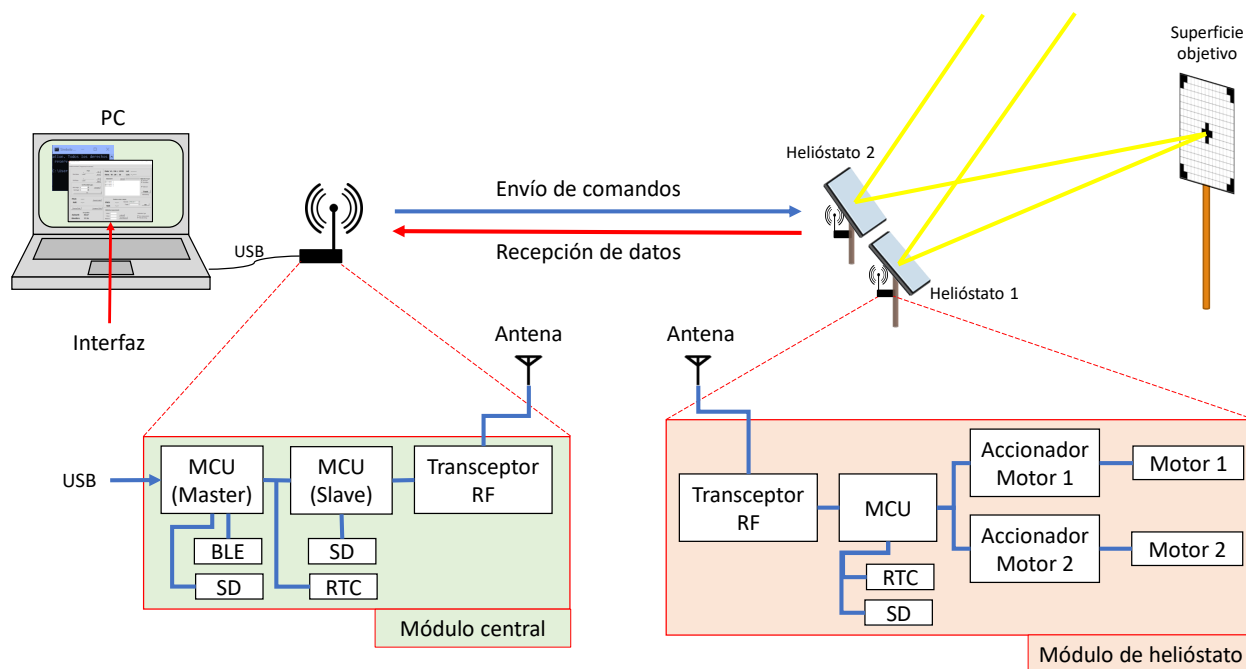 Superficie
objetivo
PC
Helióstato 2
Envío de comandos
USB
Recepción de datos
Helióstato 1
Interfaz
Antena
Antena
USB
MCU
(Master)
MCU
(Slave)
Transceptor
RF
BLE
SD
SD
RTC
Módulo central
Transceptor
RF
MCU
Accionador
Motor 1
Motor 1
Accionador
Motor 2
Motor 2
RTC
SD
Módulo de helióstato